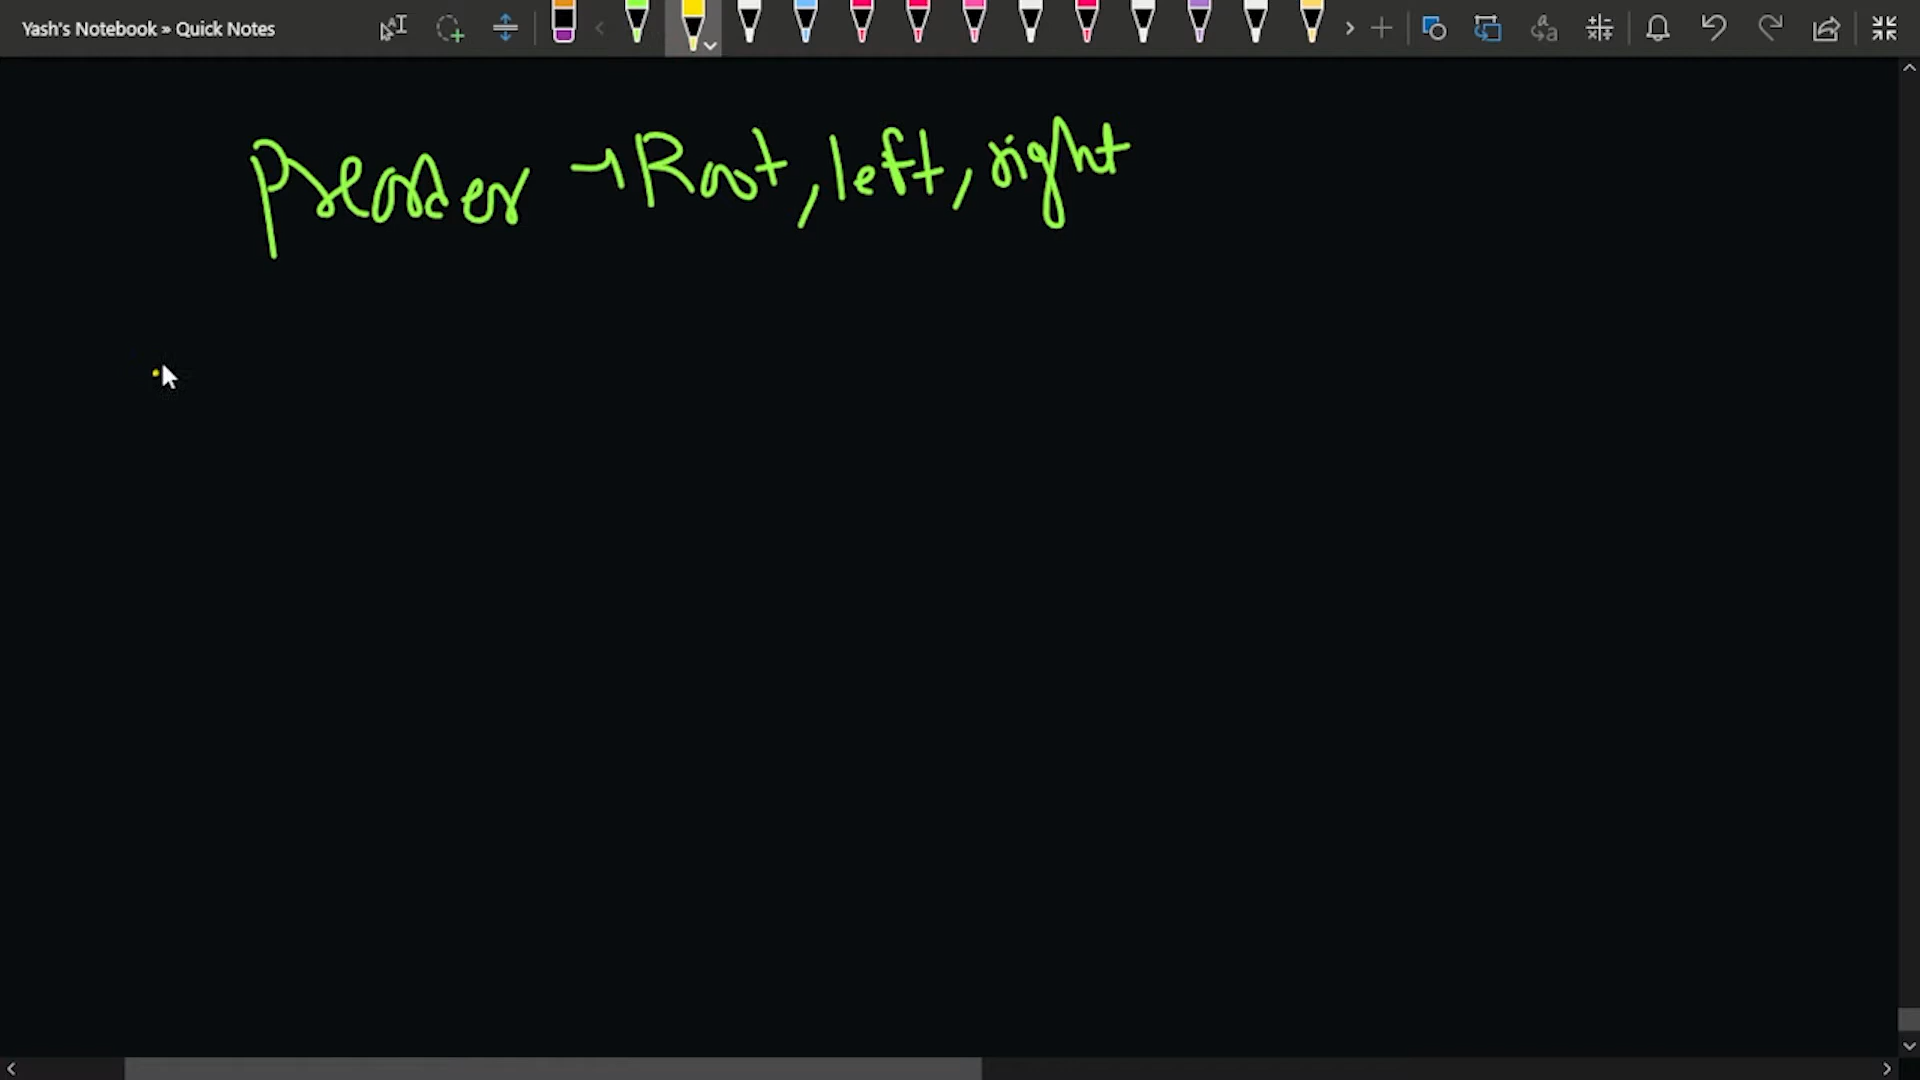 Yash's Notebook » Quick Notes
Preorder → Root, left, right